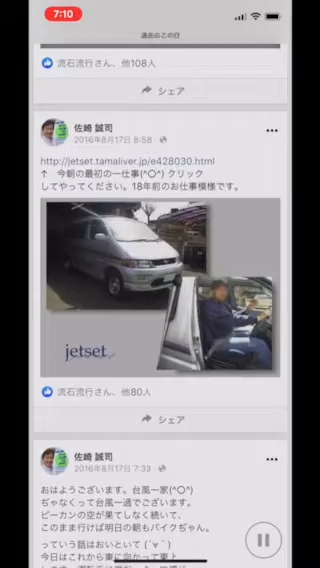 7:10
過去のこの日
流石流行さん、他108人
シェア
佐崎 誠司
2016年8月17日 8:58
http://jetset.tamaliver.jp/e428030.html
↑ 今朝の最初の一仕事(^O^) クリック
してやってください。18年前のお仕事模様です。
jetset
流石流行さん、他80人
シェア
佐崎 誠司
2016年8月17日 7:33
おはようございます。台風一家(^O^)
ぢゃなくって台風一過でございます。
ピーカンの空が果てしなく続いて、
このまま行けば明日の朝もバイクぢゃん。
っていう話はおいといて (´∨｀)
今日はこれから東に向かって東上